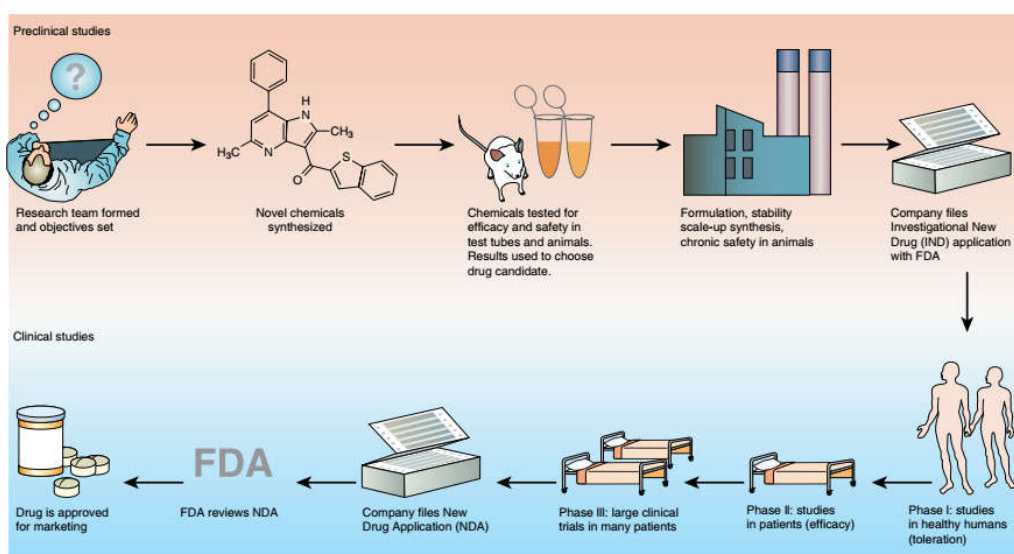 Preclinical studies
?
N
H
CH₃
H₃C
N
S
O
Research team formed
and objectives set
Novel chemicals
synthesized
Chemicals tested for
efficacy and safety in
test tubes and animals.
Results used to choose
drug candidate.
Formulation, stability
scale-up synthesis,
chronic safety in animals
Company files
Investigational New
Drug (IND) application
with FDA
Clinical studies
FDA
Drug is approved
for marketing
FDA reviews NDA
Company files New
Drug Application (NDA)
Phase III: large clinical
trials in many patients
Phase II: studies
in patients (efficacy)
Phase I: studies
in healthy humans
(toleration)